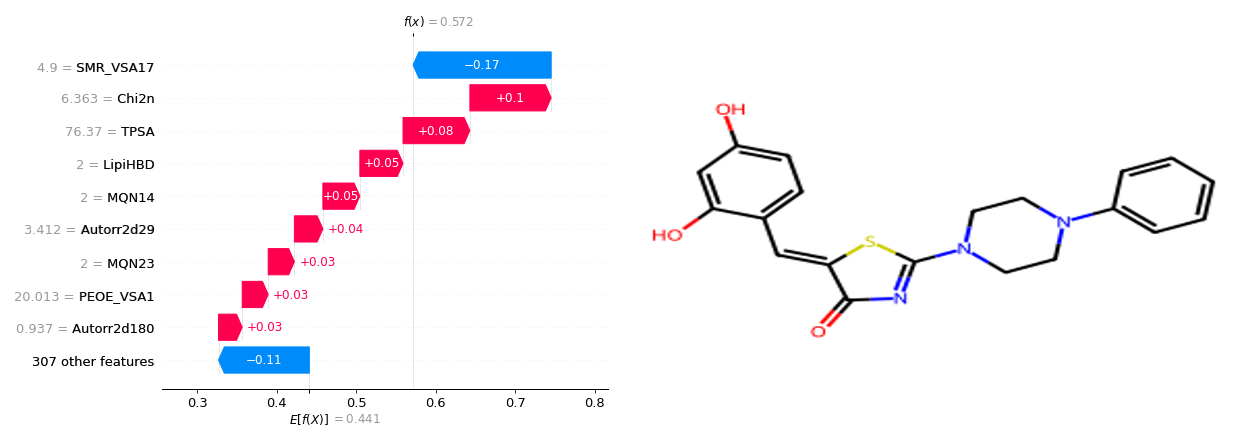 f(x) = 0.572
4.9 = SMR_VSA17 −0.17
6.363 = Chi2n +0.1
76.37 = TPSA +0.08
2 = LipiHBD +0.05
2 = MQN14 +0.05
3.412 = Autorr2d29 +0.04
2 = MQN23 +0.03
20.013 = PEOE_VSA1 +0.03
0.937 = Autorr2d180 +0.03
307 other features −0.11
0.3 0.4 0.5 0.6 0.7 0.8
E[f(X)] = 0.441
OH
HO
S
N
N
N
O